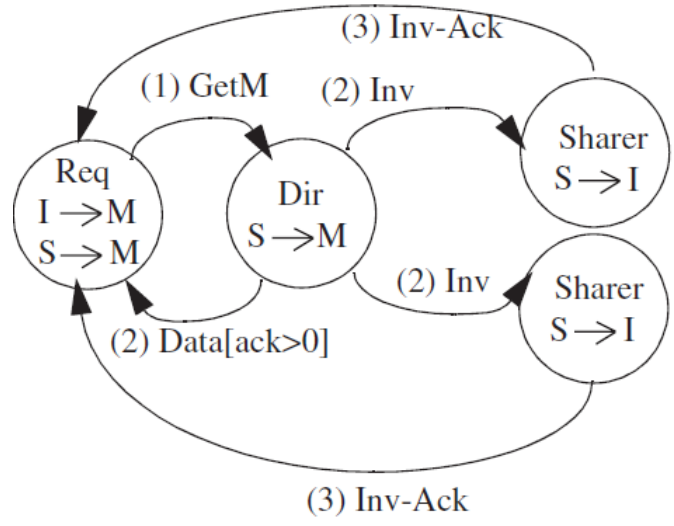 (3) Inv-Ack
(1) GetM
(2) Inv
Req
I → M
S → M
Dir
S → M
Sharer
S → I
(2) Inv
Sharer
S → I
(2) Data[ack>0]
(3) Inv-Ack